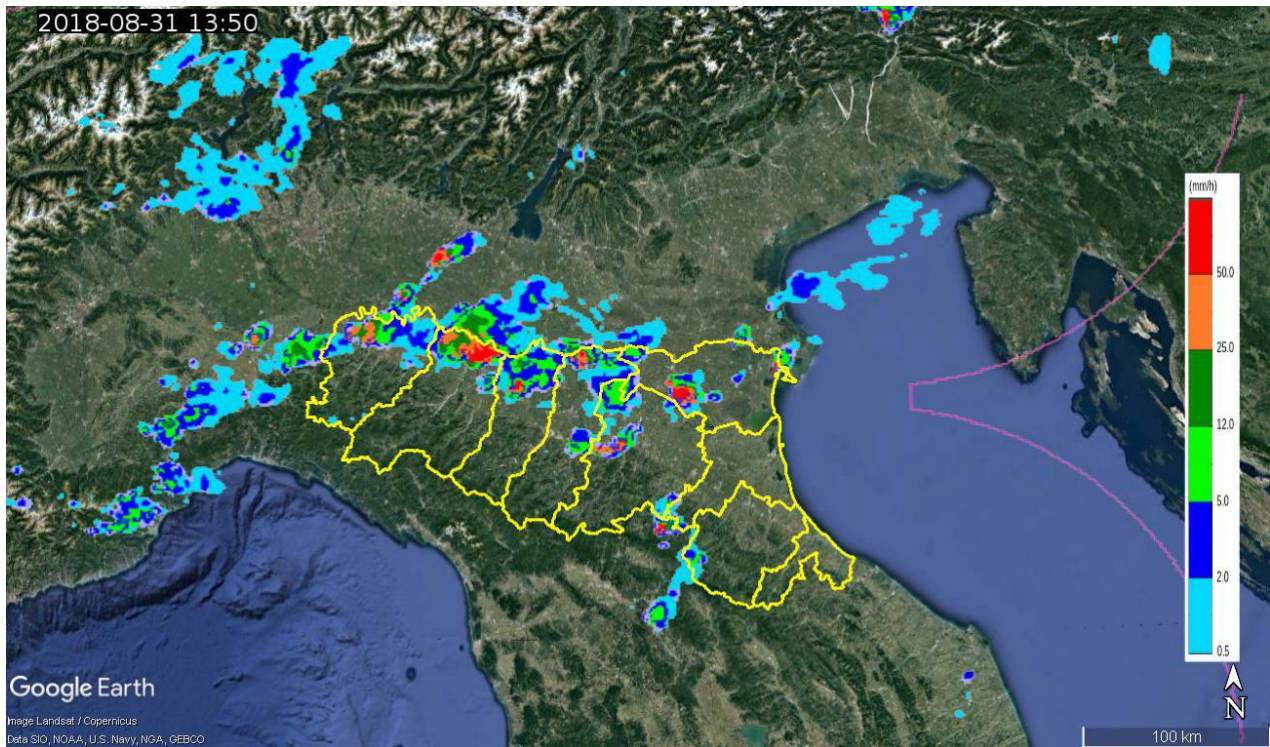 2018-08-31 13:50
(mm/h)
50.0
25.0
12.0
5.0
2.0
0.5
Google Earth
Image Landsat / Copernicus
Data SIO, NOAA, U.S. Navy, NGA, GEBCO
N
100 km